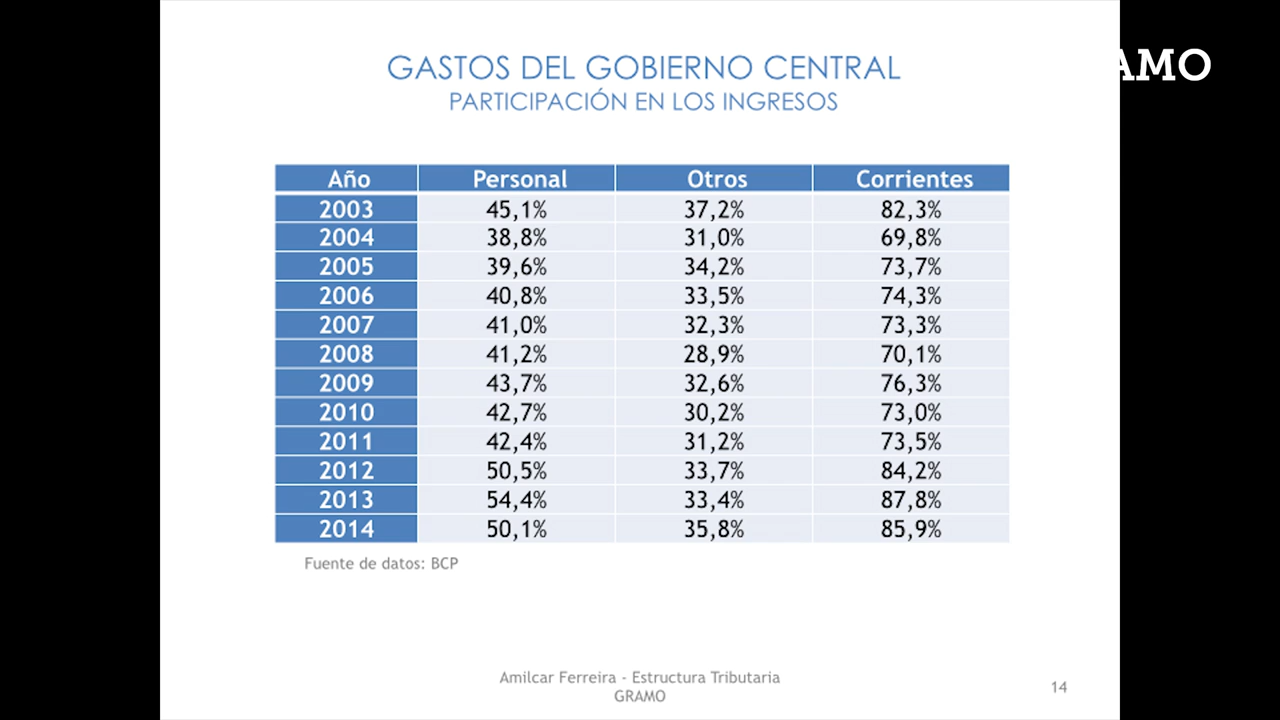 GASTOS DEL GOBIERNO CENTRAL
PARTICIPACIÓN EN LOS INGRESOS
AMO
Año Personal Otros Corrientes
2003 45,1% 37,2% 82,3%
2004 38,8% 31,0% 69,8%
2005 39,6% 34,2% 73,7%
2006 40,8% 33,5% 74,3%
2007 41,0% 32,3% 73,3%
2008 41,2% 28,9% 70,1%
2009 43,7% 32,6% 76,3%
2010 42,7% 30,2% 73,0%
2011 42,4% 31,2% 73,5%
2012 50,5% 33,7% 84,2%
2013 54,4% 33,4% 87,8%
2014 50,1% 35,8% 85,9%
Fuente de datos: BCP
Amilcar Ferreira - Estructura Tributaria
GRAMO
14